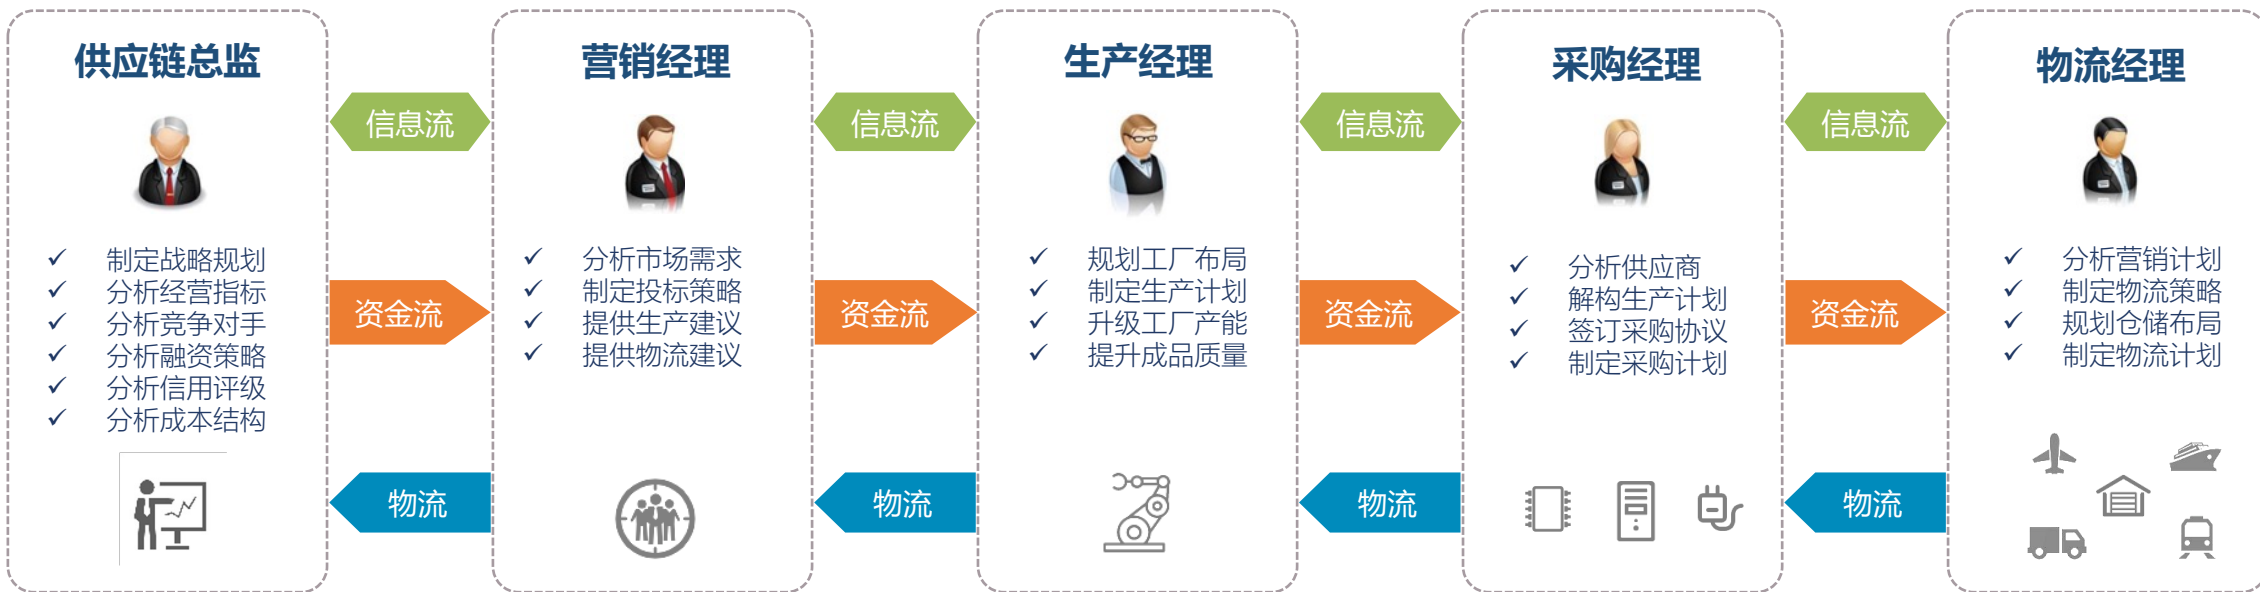 供应链总监
制定战略规划
分析经营指标
分析竞争对手
分析融资策略
分析信用评级
分析成本结构
信息流
资金流
物流
营销经理
分析市场需求
制定投标策略
提供生产建议
提供物流建议
信息流
资金流
物流
生产经理
规划工厂布局
制定生产计划
升级工厂产能
提升成品质量
信息流
资金流
物流
采购经理
分析供应商
解构生产计划
签订采购协议
制定采购计划
信息流
资金流
物流
物流经理
分析营销计划
制定物流策略
规划仓储布局
制定物流计划